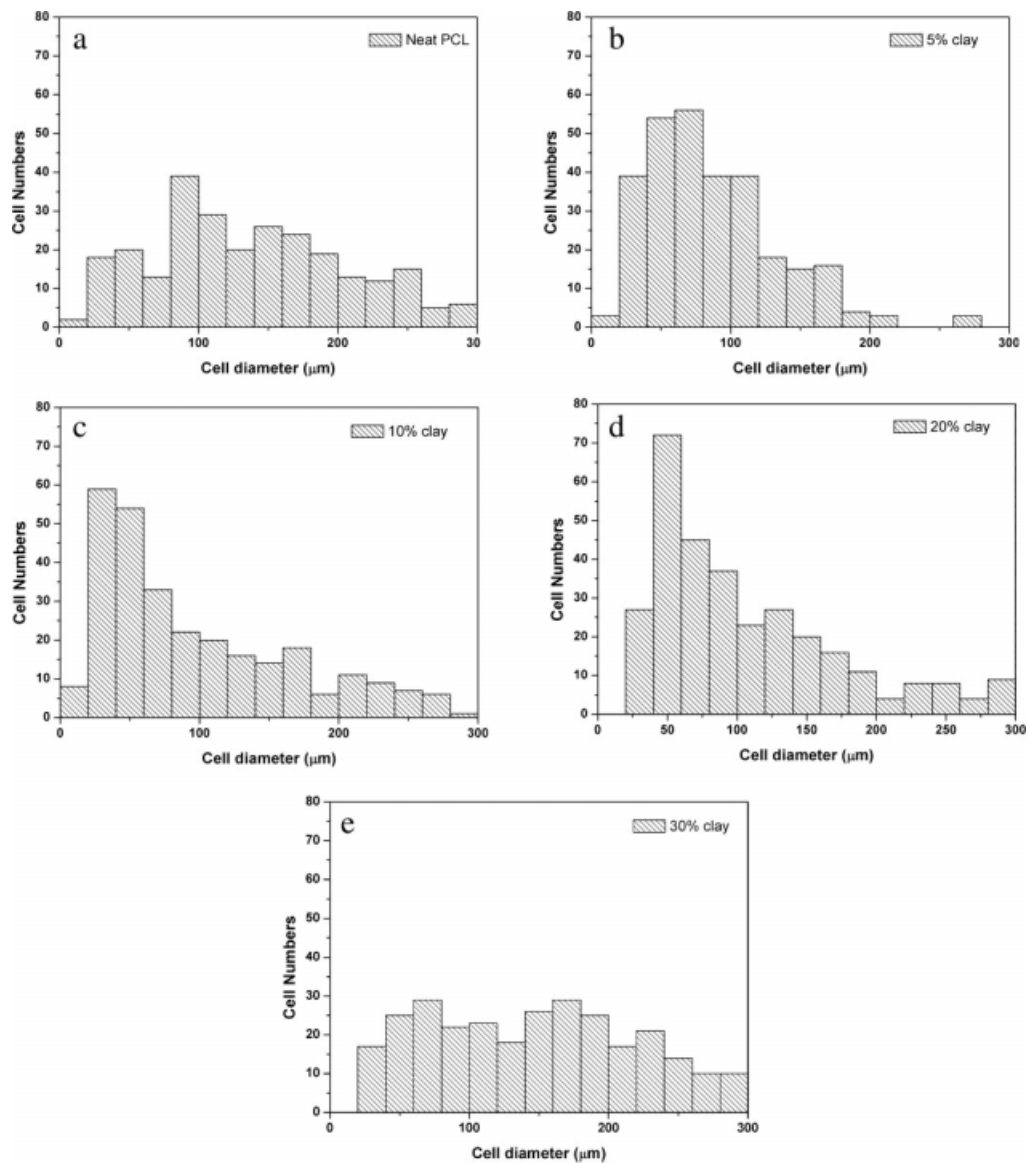 a
Neat PCL
80
70
60
50
40
30
20
10
0
Cell Numbers
0 100 200 30
Cell diameter (μm)
b
5% clay
80
70
60
50
40
30
20
10
0
Cell Numbers
0 100 200 300
Cell diameter (μm)
c
10% clay
80
70
60
50
40
30
20
10
0
Cell Numbers
0 100 200 300
Cell diameter (μm)
d
20% clay
80
70
60
50
40
30
20
10
0
Cell Numbers
0 50 100 150 200 250 300
Cell diameter (μm)
e
30% clay
80
70
60
50
40
30
20
10
0
Cell Numbers
0 100 200 300
Cell diameter (μm)